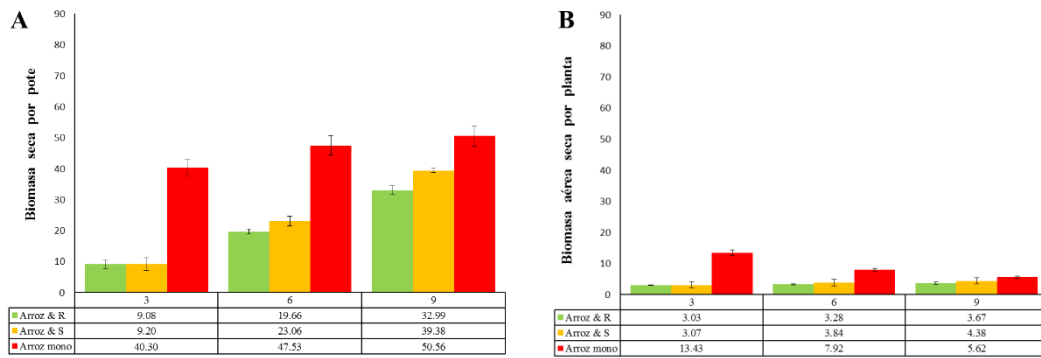 A
Biomasa seca por pote
90
80
70
60
50
40
30
20
10
0
3 6 9
Arroz & R 9.08 19.66 32.99
Arroz & S 9.20 23.06 39.38
Arroz mono 40.30 47.53 50.56
B
Biomasa aérea seca por planta
90
80
70
60
50
40
30
20
10
0
3 6 9
Arroz & R 3.03 3.28 3.67
Arroz & S 3.07 3.84 4.38
Arroz mono 13.43 7.92 5.62